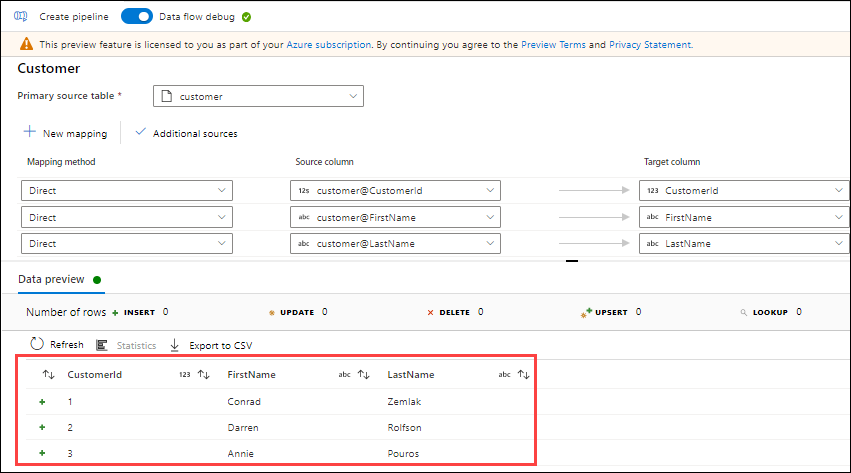 Create pipeline Data flow debug
This preview feature is licensed to you as part of your Azure subscription. By continuing you agree to the Preview Terms and Privacy Statement.
Customer
Primary source table * customer
New mapping Additional sources
Mapping method Source column Target column
Direct 12s customer@CustomerId 123 CustomerId
Direct abc customer@FirstName abc FirstName
Direct abc customer@LastName abc LastName
Data preview
Number of rows INSERT 0 UPDATE 0 DELETE 0 UPSERT 0 LOOKUP 0
Refresh Statistics Export to CSV
CustomerId 123 FirstName abc LastName abc
1 Conrad Zemlak
2 Darren Rolfson
3 Annie Pouros